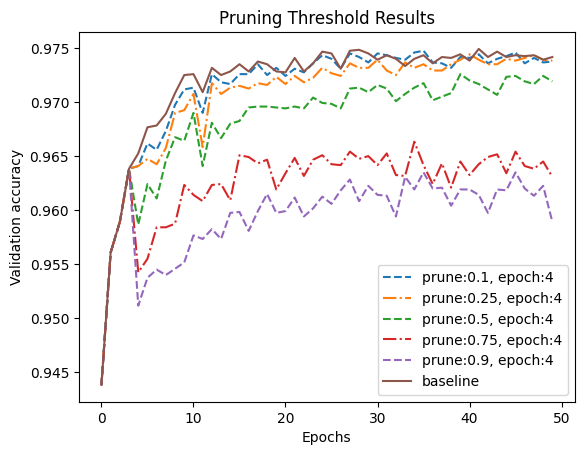 Pruning Threshold Results
Validation accuracy
0.975
0.970
0.965
0.960
0.955
0.950
0.945
prune:0.1, epoch:4
prune:0.25, epoch:4
prune:0.5, epoch:4
prune:0.75, epoch:4
prune:0.9, epoch:4
baseline
0
10
20
30
40
50
Epochs